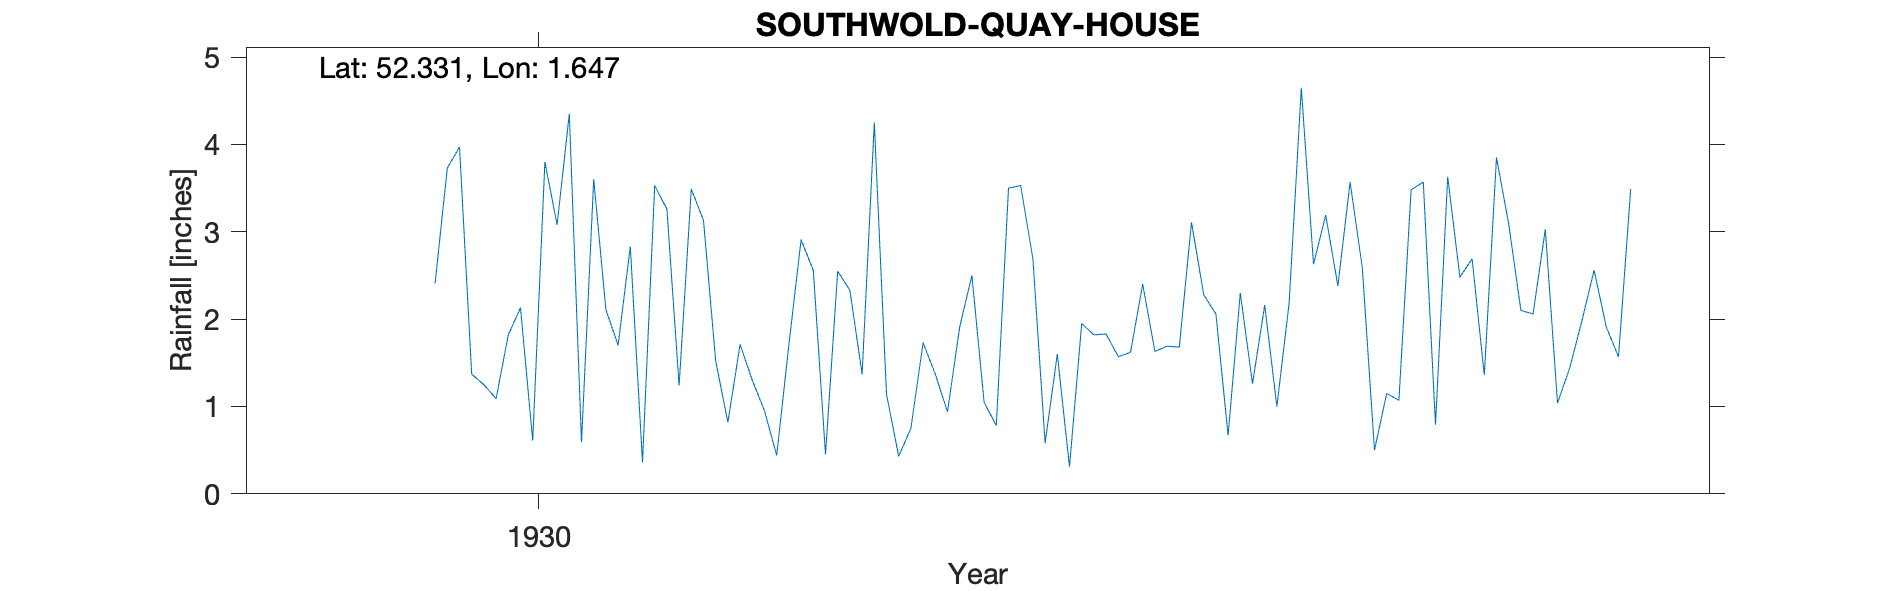 SOUTHWOLD-QUAY-HOUSE
Lat: 52.331, Lon: 1.647
5
4
3
2
1
0
Rainfall [inches]
1930
Year